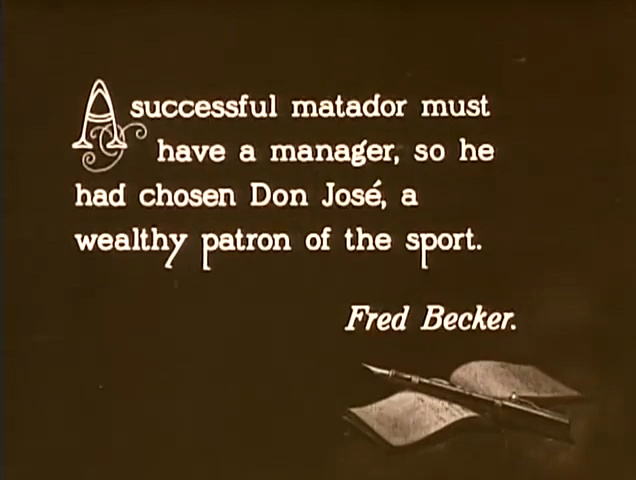 A successful matador must
have a manager, so he
had chosen Don José, a
wealthy patron of the sport.
Fred Becker.